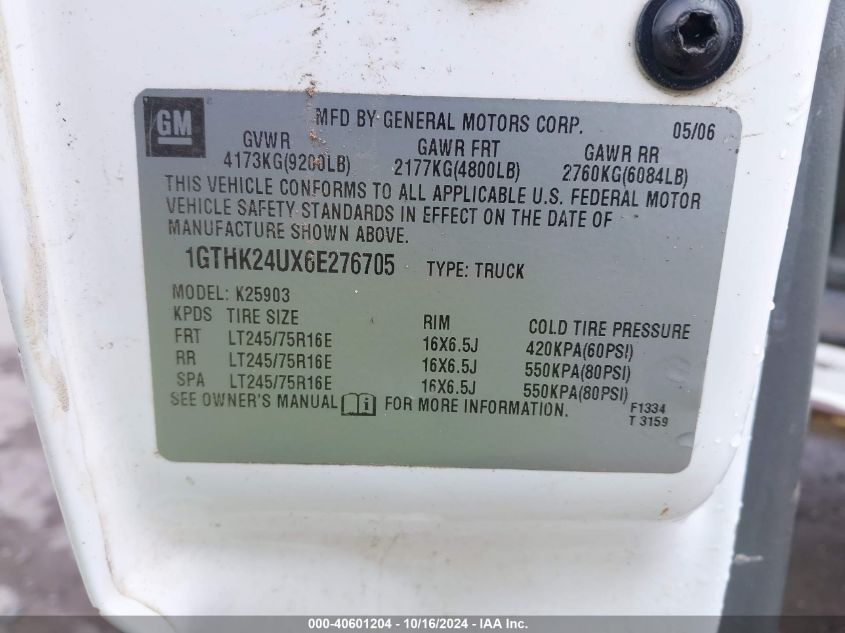 GM
MFD BY GENERAL MOTORS CORP. 05/06
GVWR GAWR FRT GAWR RR
4173KG(9200LB) 2177KG(4800LB) 2760KG(6084LB)
THIS VEHICLE CONFORMS TO ALL APPLICABLE U.S. FEDERAL MOTOR
VEHICLE SAFETY STANDARDS IN EFFECT ON THE DATE OF
MANUFACTURE SHOWN ABOVE.
1GTHK24UX6E276705 TYPE: TRUCK
MODEL: K25903
KPDS TIRE SIZE RIM COLD TIRE PRESSURE
FRT LT245/75R16E 16X6.5J 420KPA(60PSI)
RR LT245/75R16E 16X6.5J 550KPA(80PSI)
SPA LT245/75R16E 16X6.5J 550KPA(80PSI)
SEE OWNER'S MANUAL i FOR MORE INFORMATION.
F1334
T 3159
000-40601204 - 10/16/2024 - IAA Inc.